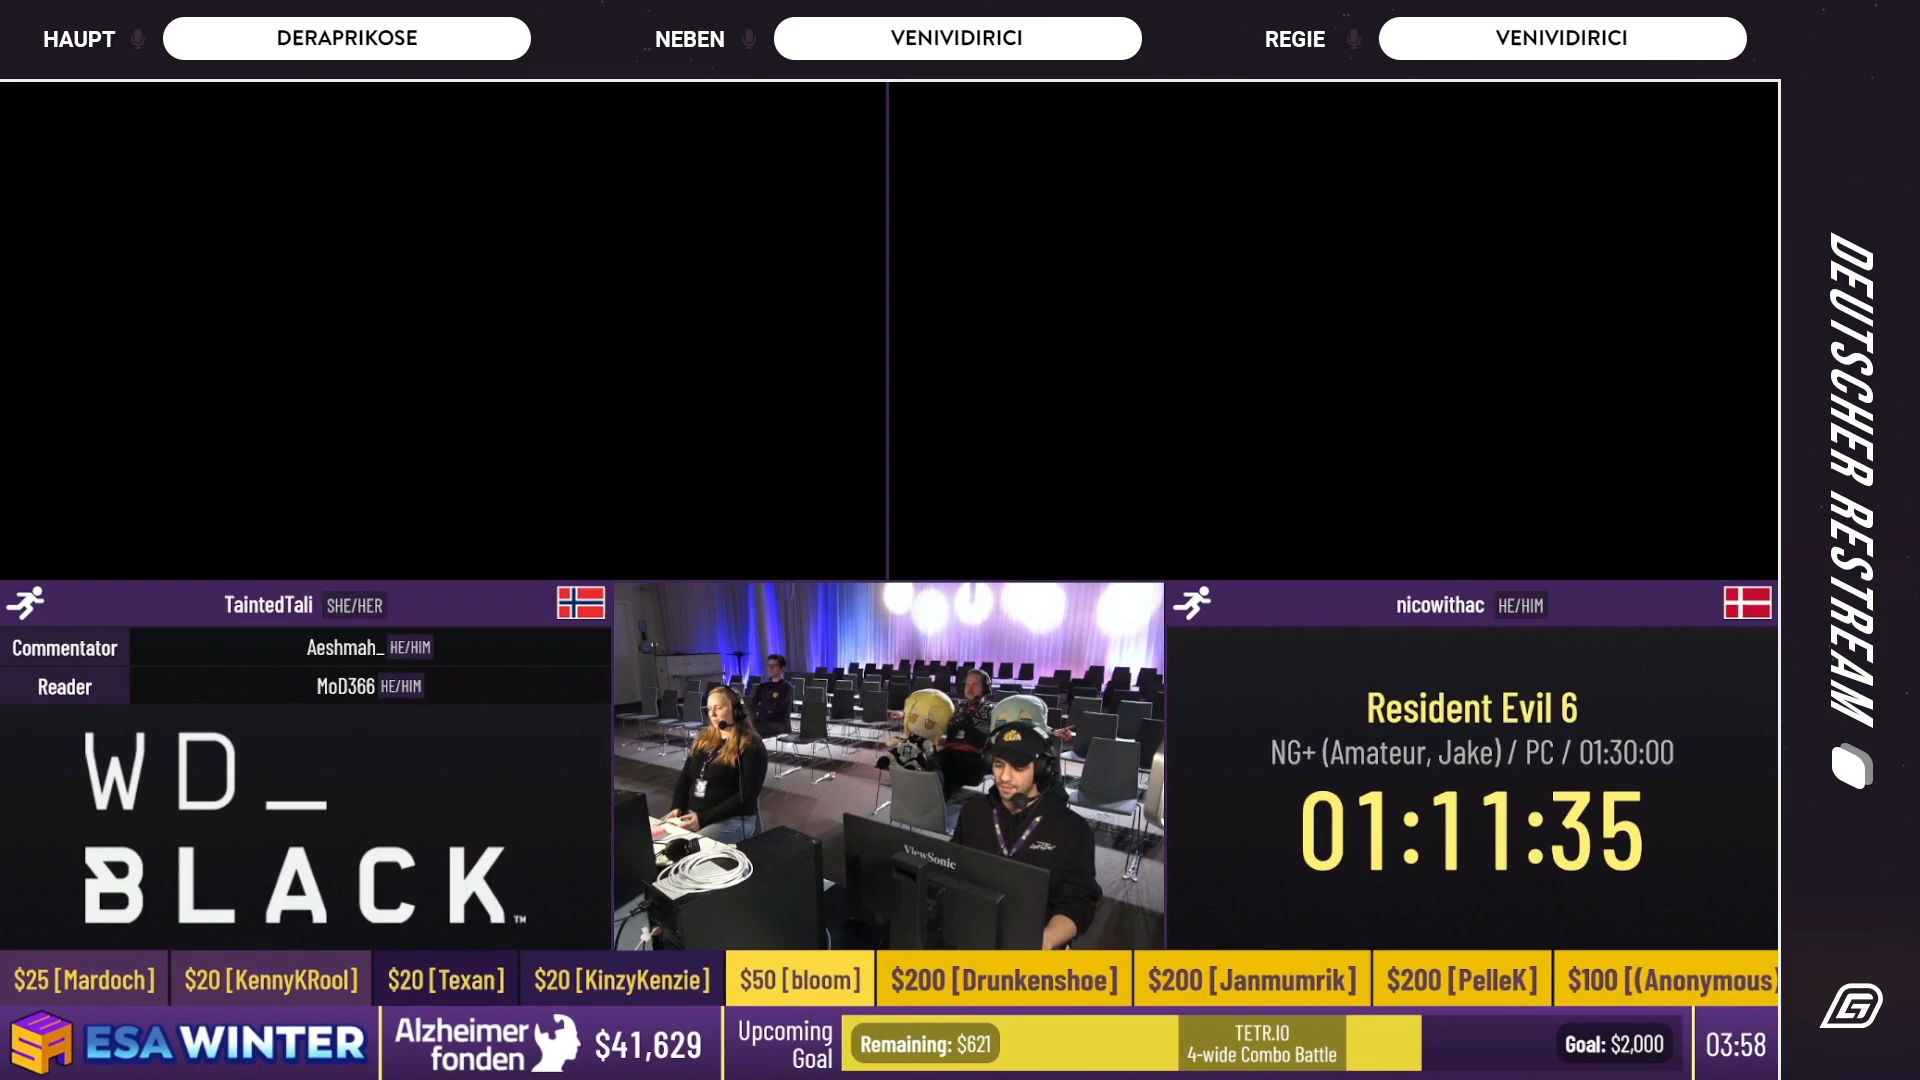 HAUPT
DERAPRIKOSE
NEBEN
VENIVIDIRICI
REGIE
VENIVIDIRICI
DEUTSCHER RESTREAM
TaintedTali SHE/HER
Commentator
Aeshmah_ HE/HIM
Reader
MoD366 HE/HIM
WD_
BLACK™
ViewSonic
nicowithac HE/HIM
Resident Evil 6
NG+ (Amateur, Jake) / PC / 01:30:00
01:11:35
$25 [Mardoch]
$20 [KennyKRool]
$20 [Texan]
$20 [KinzyKenzie]
$50 [bloom]
$200 [Drunkenshoe]
$200 [Janmumrik]
$200 [PelleK]
$100 [(Anonymous)
ESA WINTER
Alzheimer
fonden
$41,629
Upcoming
Goal
Remaining: $621
TETR.IO
4-wide Combo Battle
Goal: $2,000
03:58